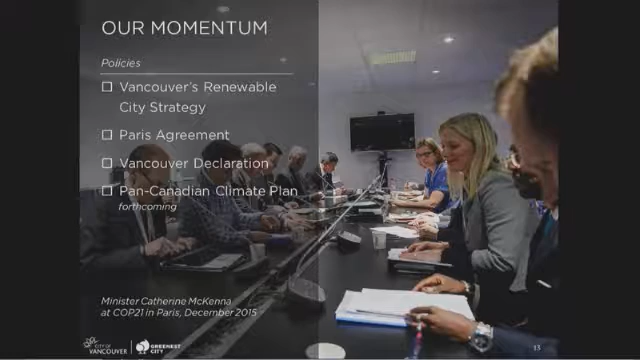 OUR MOMENTUM
Policies
☐ Vancouver's Renewable
City Strategy
☐ Paris Agreement
☐ Vancouver Declaration
☐ Pan-Canadian Climate Plan
forthcoming
Minister Catherine McKenna
at COP21 in Paris, December 2015
CITY OF
VANCOUVER
GREENEST
CITY
13